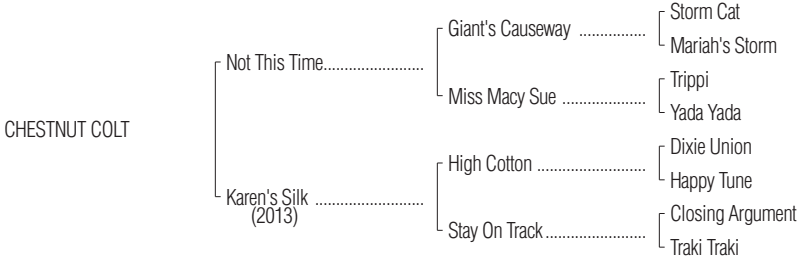 Storm Cat
Giant's Causeway ................
Mariah's Storm
Not This Time........................
Trippi
Miss Macy Sue ....................
Yada Yada
CHESTNUT COLT
Dixie Union
High Cotton ..........................
Happy Tune
Karen's Silk ..........................
(2013)
Closing Argument
Stay On Track........................
Traki Traki